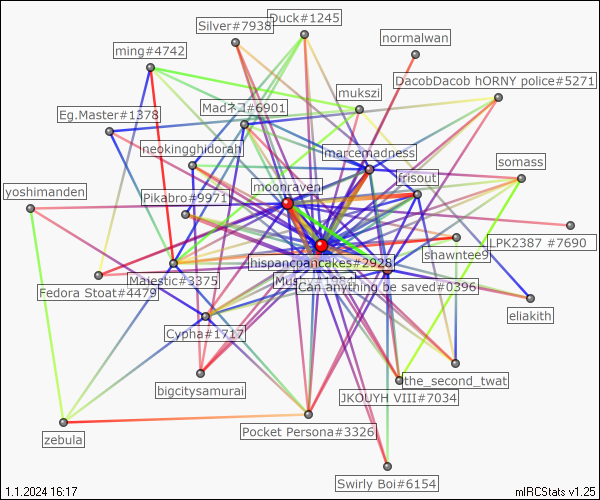 Duck#1245
Silver#7938
normalwan
ming#4742
DacobDacob hORNY police#5271
mukszi
Madネコ#6901
Eg.Master#1378
neokingghidorah
marcemadness
somass
frisout
moonraven
yoshimanden
Pikabro#9971
LPK2387 #7690
shawntee9
hispancpancakes#2928
Majestic#3375
Can anything be saved#0396
Fedora Stoat#4479
eliakith
Cypha#1717
the_second_twat
bigcitysamurai
JKOUYH VIII#7034
Pocket Persona#3326
zebula
Swirly Boi#6154
1.1.2024 16:17
mIRCStats v1.25